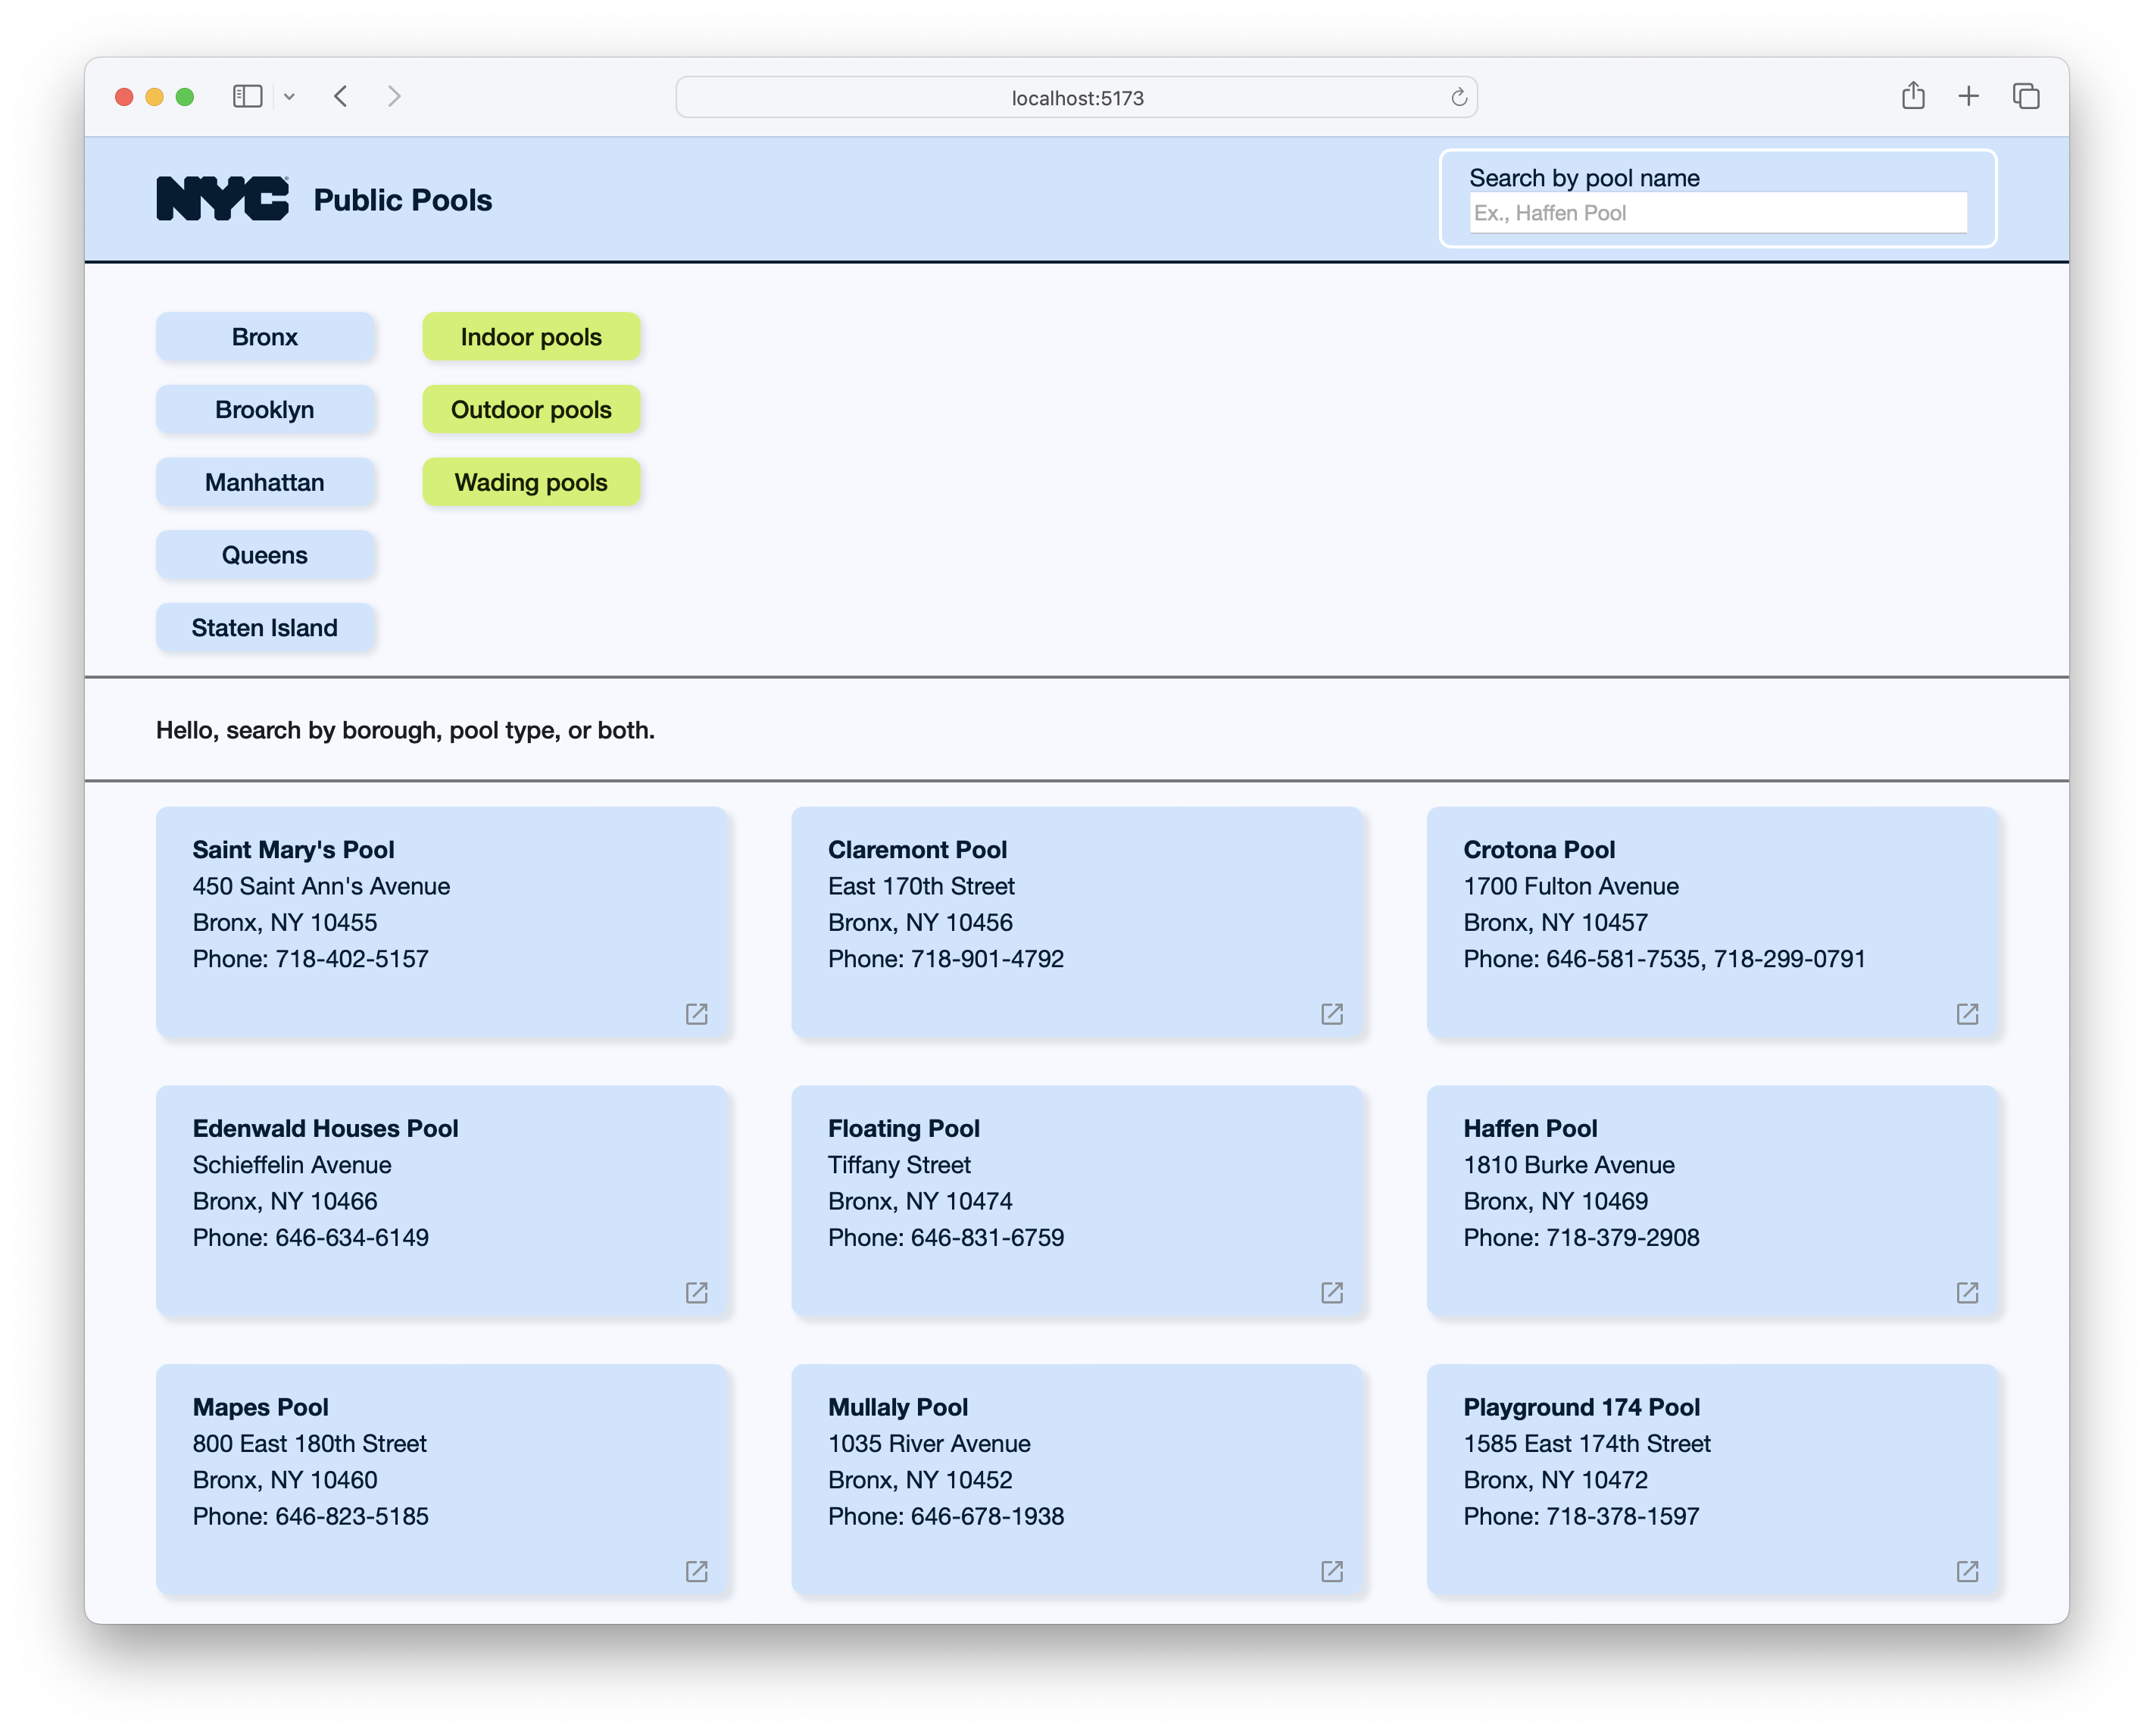 localhost:5173
NYC Public Pools
Search by pool name
Ex., Haffen Pool
Bronx
Indoor pools
Brooklyn
Outdoor pools
Manhattan
Wading pools
Queens
Staten Island
Hello, search by borough, pool type, or both.
Saint Mary's Pool
450 Saint Ann's Avenue
Bronx, NY 10455
Phone: 718-402-5157
Claremont Pool
East 170th Street
Bronx, NY 10456
Phone: 718-901-4792
Crotona Pool
1700 Fulton Avenue
Bronx, NY 10457
Phone: 646-581-7535, 718-299-0791
Edenwald Houses Pool
Schieffelin Avenue
Bronx, NY 10466
Phone: 646-634-6149
Floating Pool
Tiffany Street
Bronx, NY 10474
Phone: 646-831-6759
Haffen Pool
1810 Burke Avenue
Bronx, NY 10469
Phone: 718-379-2908
Mapes Pool
800 East 180th Street
Bronx, NY 10460
Phone: 646-823-5185
Mullaly Pool
1035 River Avenue
Bronx, NY 10452
Phone: 646-678-1938
Playground 174 Pool
1585 East 174th Street
Bronx, NY 10472
Phone: 718-378-1597